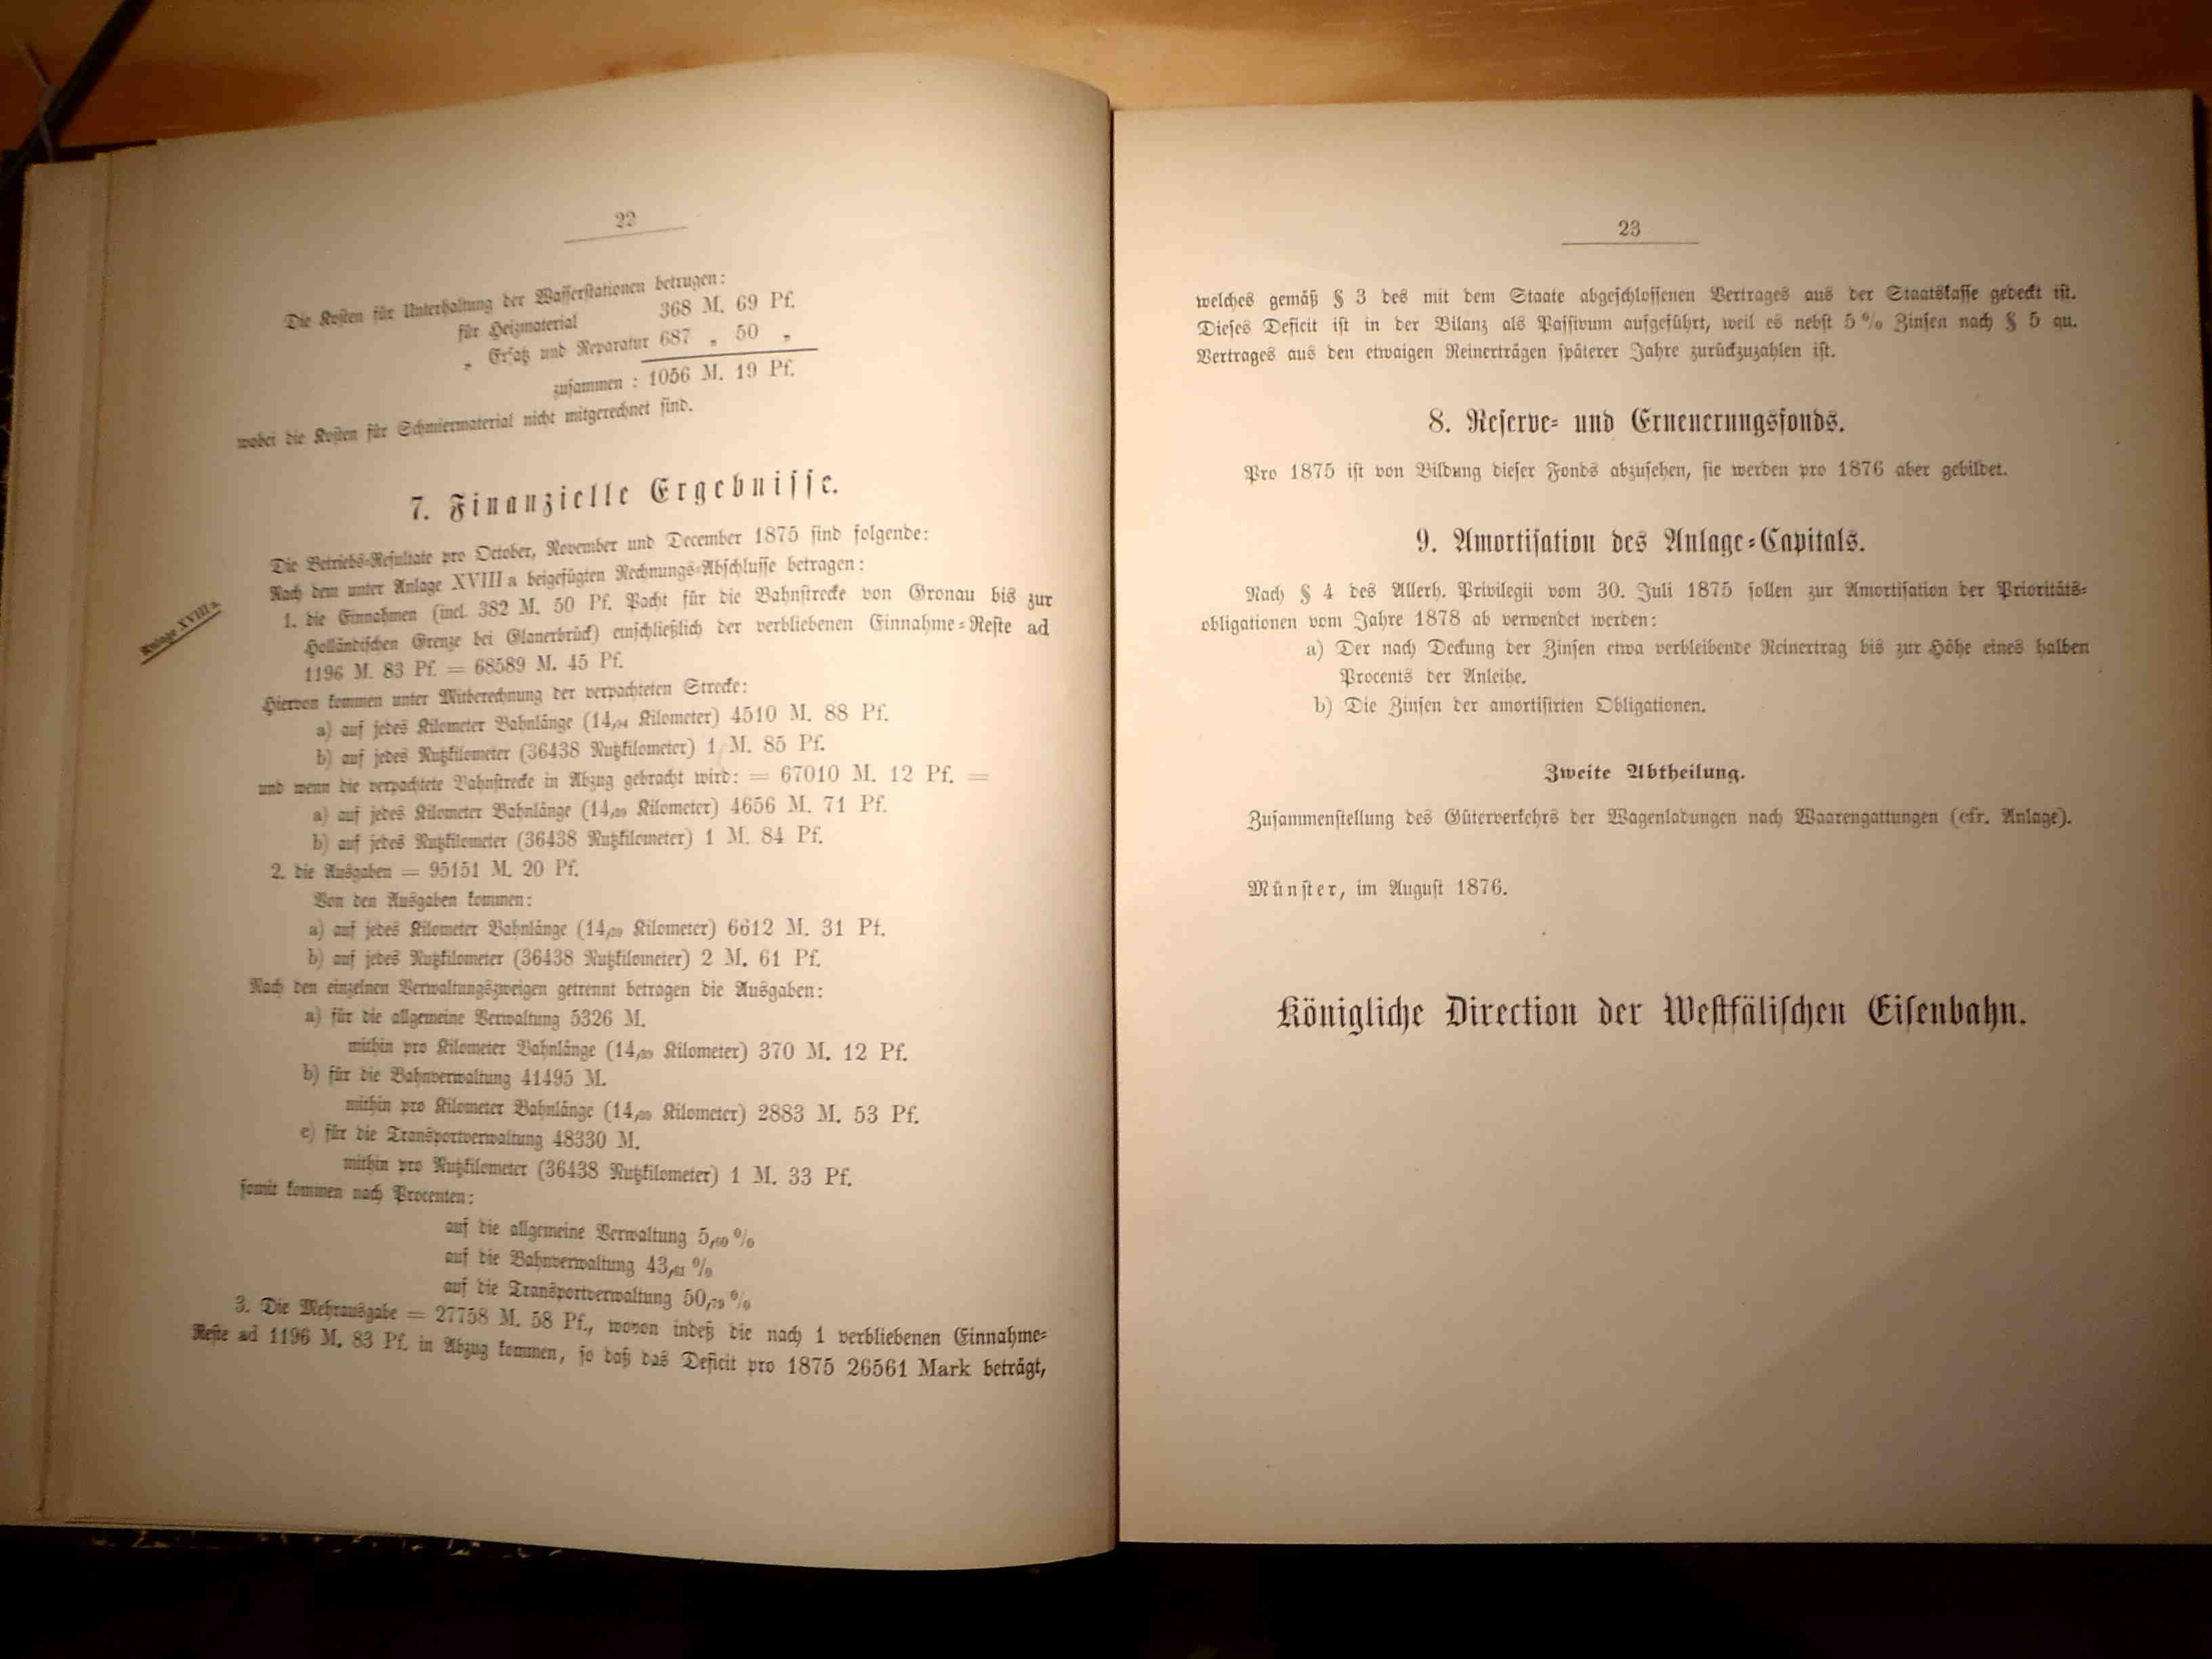 22
Die Kosten für Unterhaltung der Wasserstationen betrugen:
für Heizmaterial 368 M. 69 Pf.
„ Ersatz und Reparatur 687 „ 50 „
zusammen : 1056 M. 19 Pf.
wobei die Kosten für Schmiermaterial nicht mitgerechnet sind.
7. Finanzielle Ergebnisse.
Die Betriebs-Resultate pro October, November und December 1875 sind folgende:
Anlage XVIII a.
Nach dem unter Anlage XVIII a beigefügten Rechnungs-Abschlusse betragen:
1. die Einnahmen (incl. 382 M. 50 Pf. Pacht für die Bahnstrecke von Gronau bis zur
Holländischen Grenze bei Glanerbrück) einschließlich der verbliebenen Einnahme-Reste ad
1196 M. 83 Pf. = 68589 M. 45 Pf.
Hiervon kommen unter Mitberechnung der verpachteten Strecke:
a) auf jedes Kilometer Bahnlänge (14, Kilometer) 4510 M. 88 Pf.
b) auf jedes Nutzkilometer (36438 Nutzkilometer) 1 M. 85 Pf.
und wenn die verpachtete Bahnstrecke in Abzug gebracht wird: = 67010 M. 12 Pf. =
a) auf jedes Kilometer Bahnlänge (14,39 Kilometer) 4656 M. 71 Pf.
b) auf jedes Nutzkilometer (36438 Nutzkilometer) 1 M. 84 Pf.
2. die Ausgaben = 95151 M. 20 Pf.
Von den Ausgaben kommen:
a) auf jedes Kilometer Bahnlänge (14,39 Kilometer) 6612 M. 31 Pf.
b) auf jedes Nutzkilometer (36438 Nutzkilometer) 2 M. 61 Pf.
Nach den einzelnen Verwaltungszweigen getrennt betragen die Ausgaben:
a) für die allgemeine Verwaltung 5326 M.
mithin pro Kilometer Bahnlänge (14,39 Kilometer) 370 M. 12 Pf.
b) für die Bahnverwaltung 41495 M.
mithin pro Kilometer Bahnlänge (14,39 Kilometer) 2883 M. 53 Pf.
c) für die Transportverwaltung 48330 M.
mithin pro Nutzkilometer (36438 Nutzkilometer) 1 M. 33 Pf.
somit kommen nach Procenten:
auf die allgemeine Verwaltung 5,60 %
auf die Bahnverwaltung 43,61 %
auf die Transportverwaltung 50,79 %
3. Die Mehrausgabe = 27758 M. 58 Pf., wovon indeß die nach 1 verbliebenen Einnahme-
Reste ad 1196 M. 83 Pf. in Abzug kommen, so daß das Deficit pro 1875 26561 Mark beträgt,
23
welches gemäß § 3 des mit dem Staate abgeschlossenen Vertrages aus der Staatskasse gedeckt ist.
Dieses Deficit ist in der Bilanz als Passivum aufgeführt, weil es nebst 5 % Zinsen nach § 5 qu.
Vertrages aus den etwaigen Reinerträgen späterer Jahre zurückzuzahlen ist.
8. Reserve- und Erneuerungsfonds.
Pro 1875 ist von Bildung dieser Fonds abzusehen, sie werden pro 1876 aber gebildet.
9. Amortisation des Anlage-Capitals.
Nach § 4 des Allerh. Privilegii vom 30. Juli 1875 sollen zur Amortisation der Prioritäts-
obligationen vom Jahre 1878 ab verwendet werden:
a) Der nach Deckung der Zinsen etwa verbleibende Reinertrag bis zur Höhe eines halben
Procents der Anleihe.
b) Die Zinsen der amortisirten Obligationen.
Zweite Abtheilung.
Zusammenstellung des Güterverkehrs der Wagenladungen nach Waarengattungen (cfr. Anlage).
Münster, im August 1876.
Königliche Direction der Westfälischen Eisenbahn.